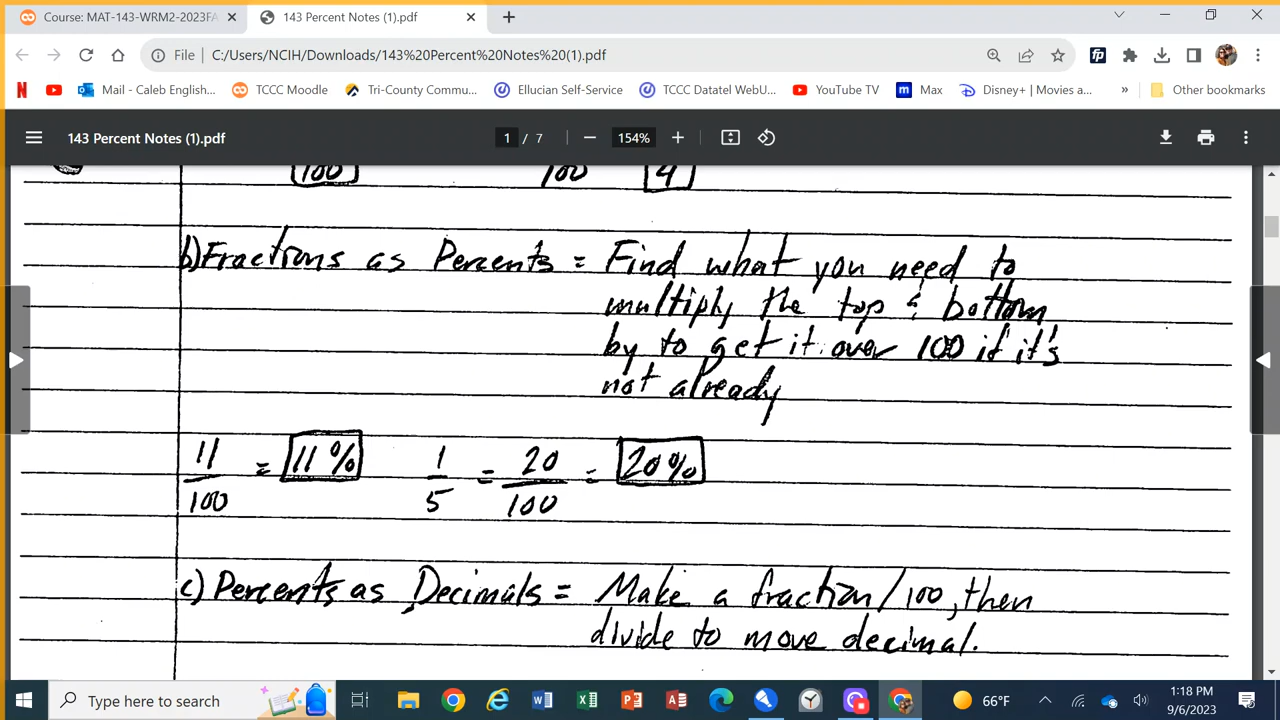 Course: MAT-143-WRM2-2023FA
143 Percent Notes (1).pdf
File
C:/Users/NCIH/Downloads/143%20Percent%20Notes%20(1).pdf
Mail - Caleb English...
TCCC Moodle
Tri-County Commu...
Ellucian Self-Service
TCCC Datatel WebU...
YouTube TV
Max
Disney+ | Movies a...
»
Other bookmarks
143 Percent Notes (1).pdf
1 / 7
154%
100 100 4
b) Fractions as Percents = Find what you need to
multiply the top & bottom
by to get it over 100 if it's
not already
11/100 = 11% 1/5 = 20/100 = 20%
c) Percents as Decimals = Make a fraction/100, then
divide to move decimal.
Type here to search
66°F
1:18 PM
9/6/2023